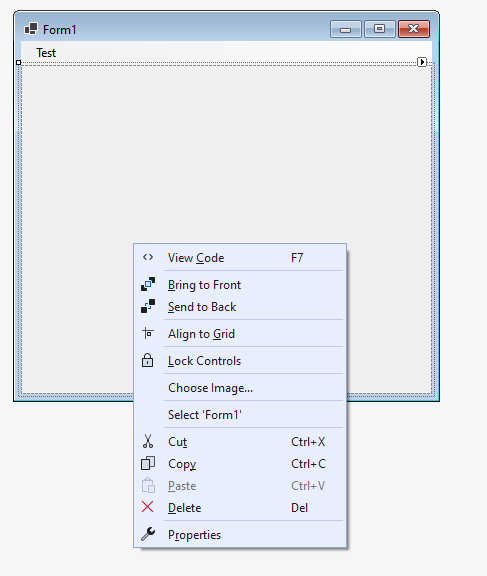 Form1
Test
View Code F7
Bring to Front
Send to Back
Align to Grid
Lock Controls
Choose Image...
Select 'Form1'
Cut Ctrl+X
Copy Ctrl+C
Paste Ctrl+V
Delete Del
Properties